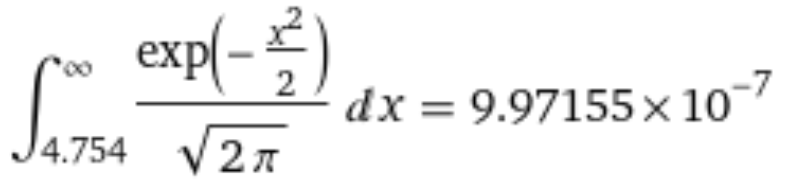 ∫_{4.754}^{∞} exp(-x²/2)/√(2π) dx = 9.97155×10⁻⁷